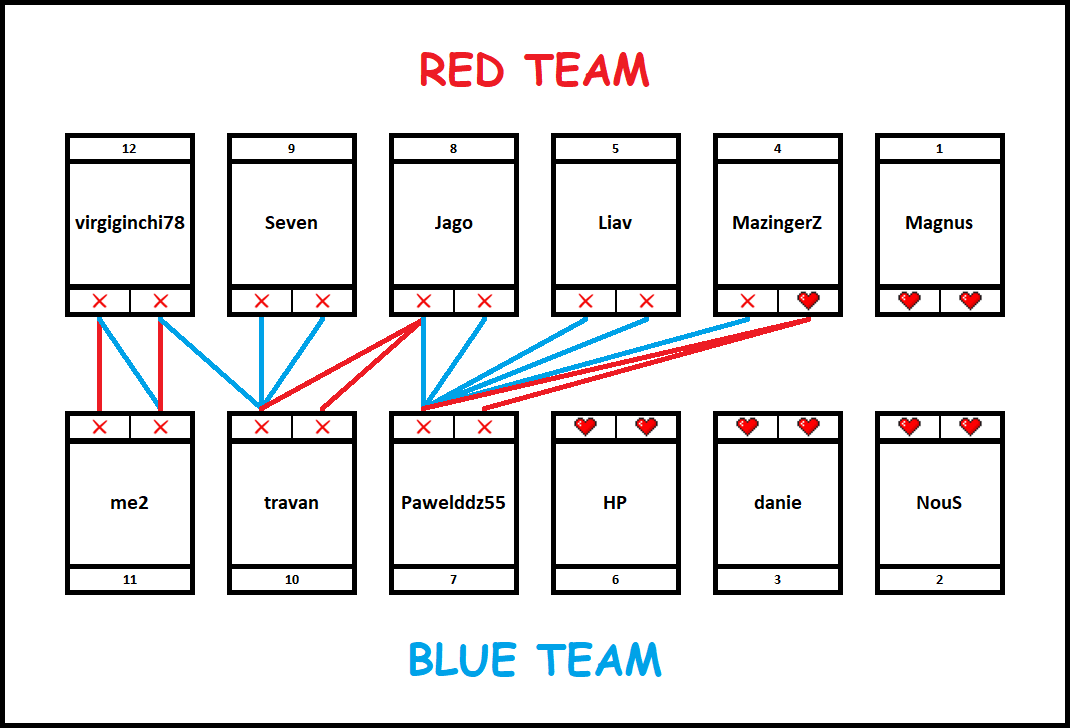 RED TEAM
12 9 8 5 4 1
virgiginchi78 Seven Jago Liav MazingerZ Magnus
me2 travan Pawelddz55 HP danie NouS
11 10 7 6 3 2
BLUE TEAM